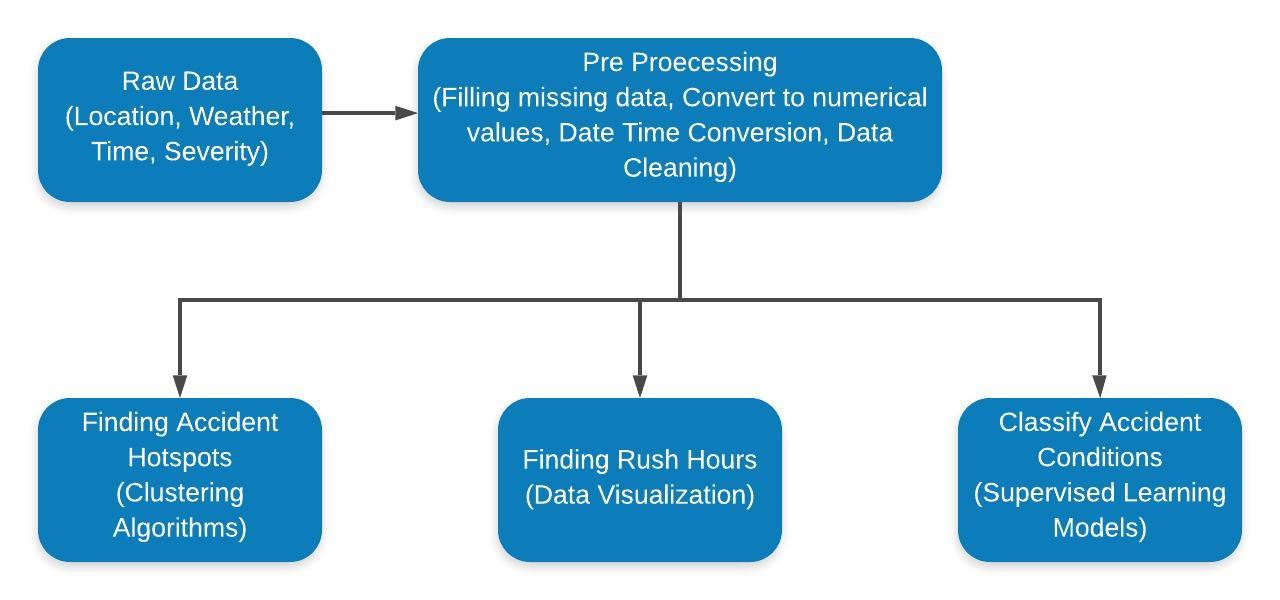 Raw Data
(Location, Weather,
Time, Severity)
Pre Proecessing
(Filling missing data, Convert to numerical
values, Date Time Conversion, Data
Cleaning)
Finding Accident
Hotspots
(Clustering
Algorithms)
Finding Rush Hours
(Data Visualization)
Classify Accident
Conditions
(Supervised Learning
Models)